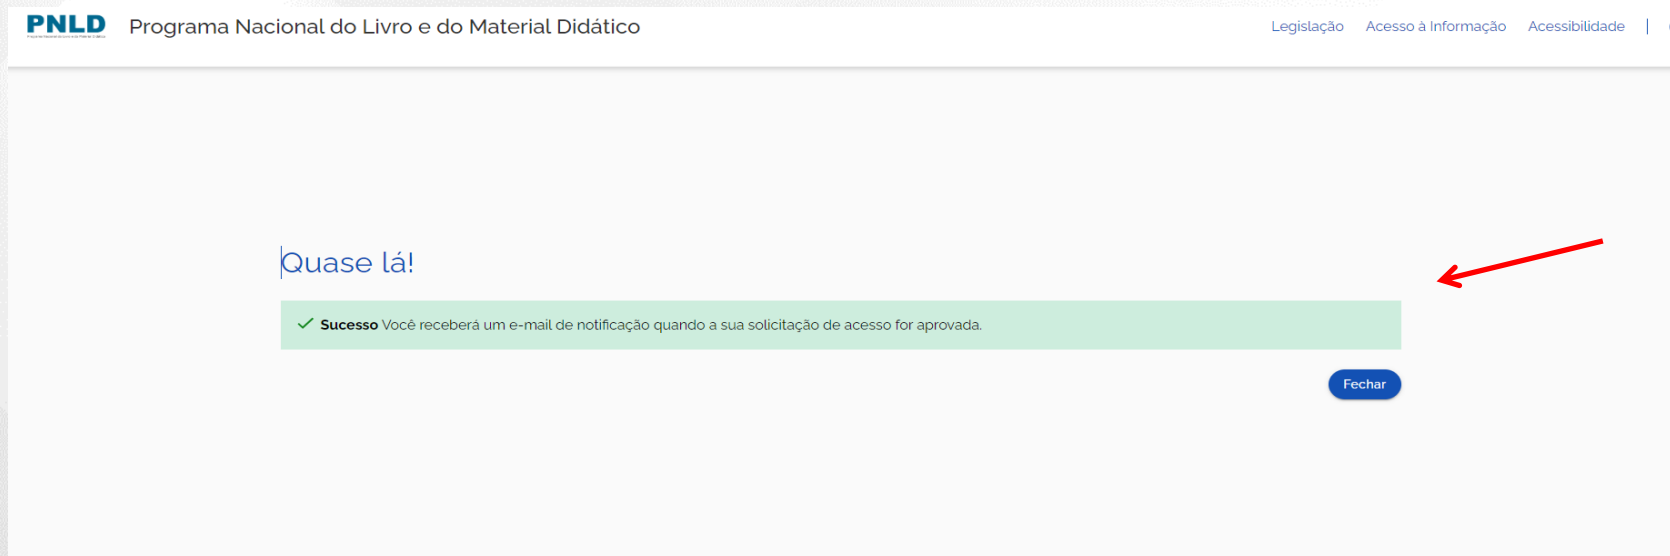 PNLD Programa Nacional do Livro e do Material Didático Legislação Acesso à Informação Acessibilidade |
Quase lá!
Sucesso Você receberá um e-mail de notificação quando a sua solicitação de acesso for aprovada.
Fechar